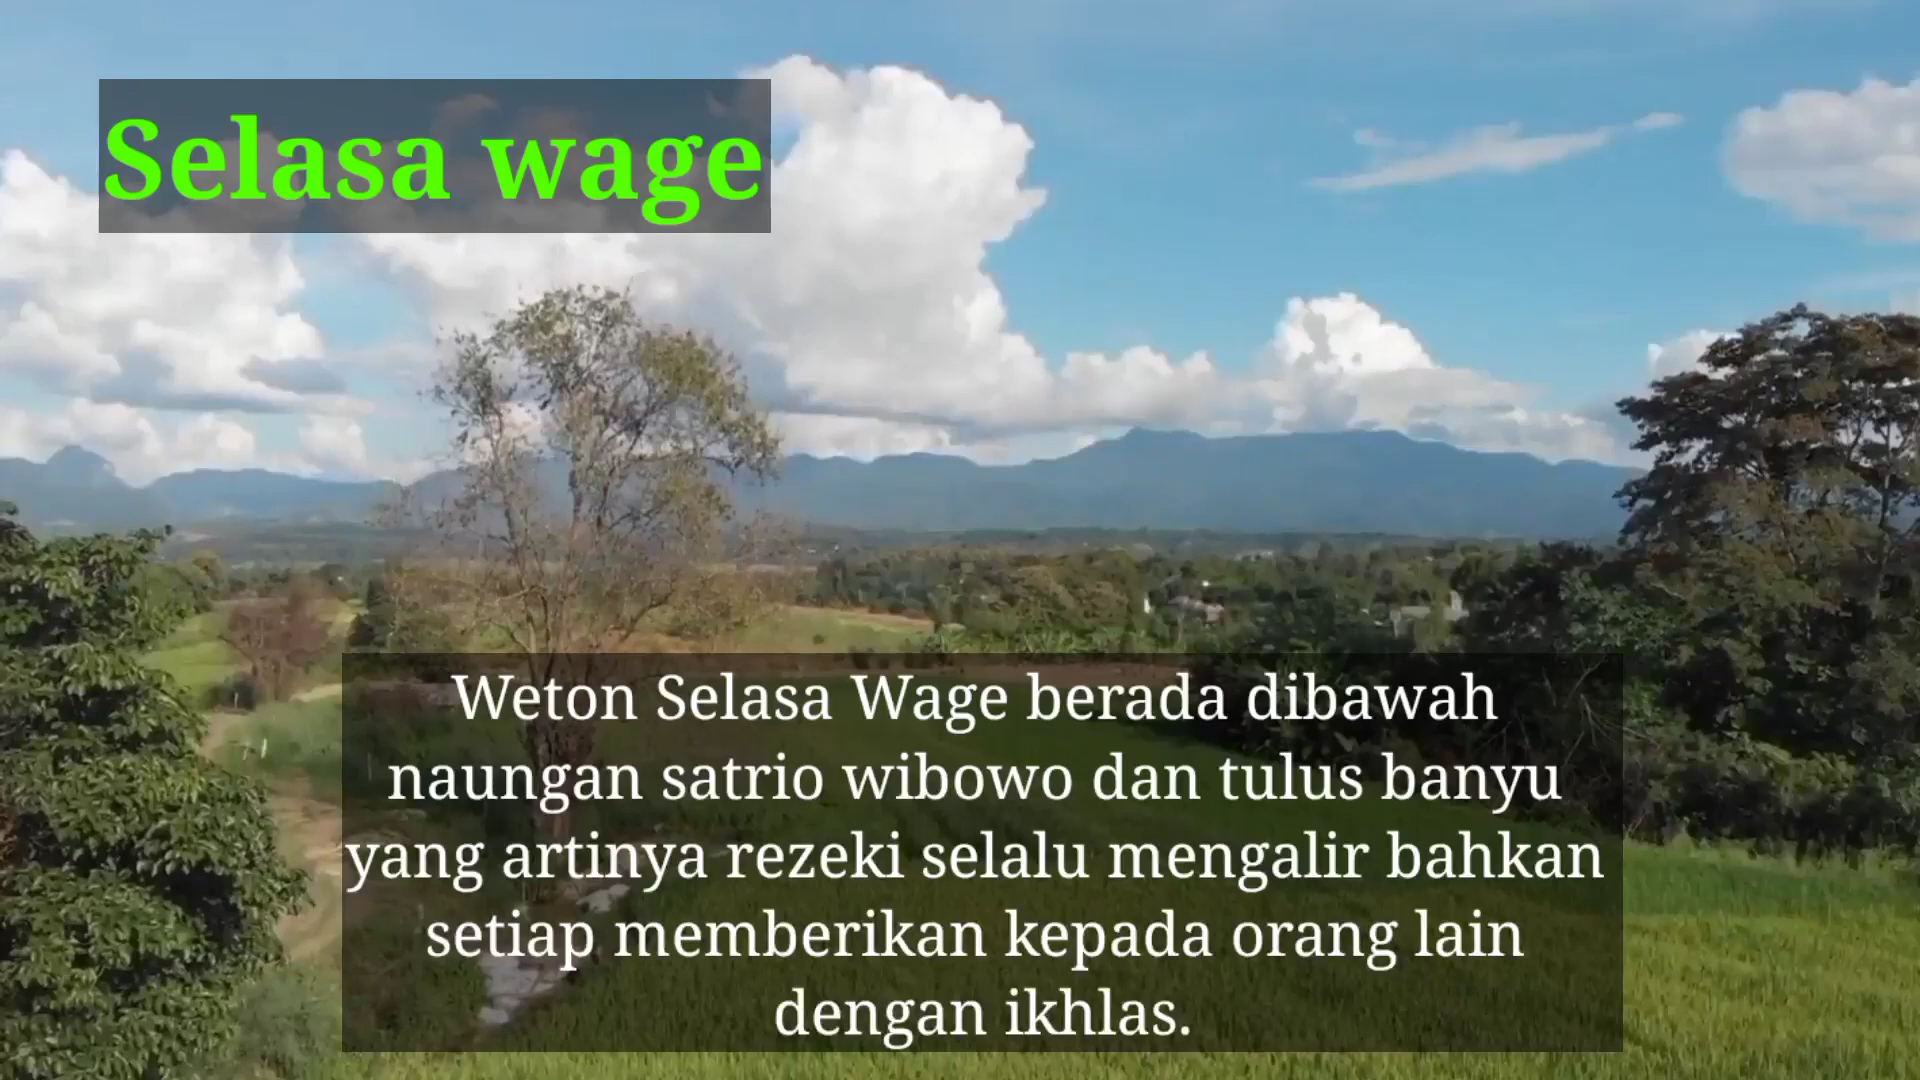 Selasa wage
Weton Selasa Wage berada dibawah
naungan satrio wibowo dan tulus banyu
yang artinya rezeki selalu mengalir bahkan
setiap memberikan kepada orang lain
dengan ikhlas.